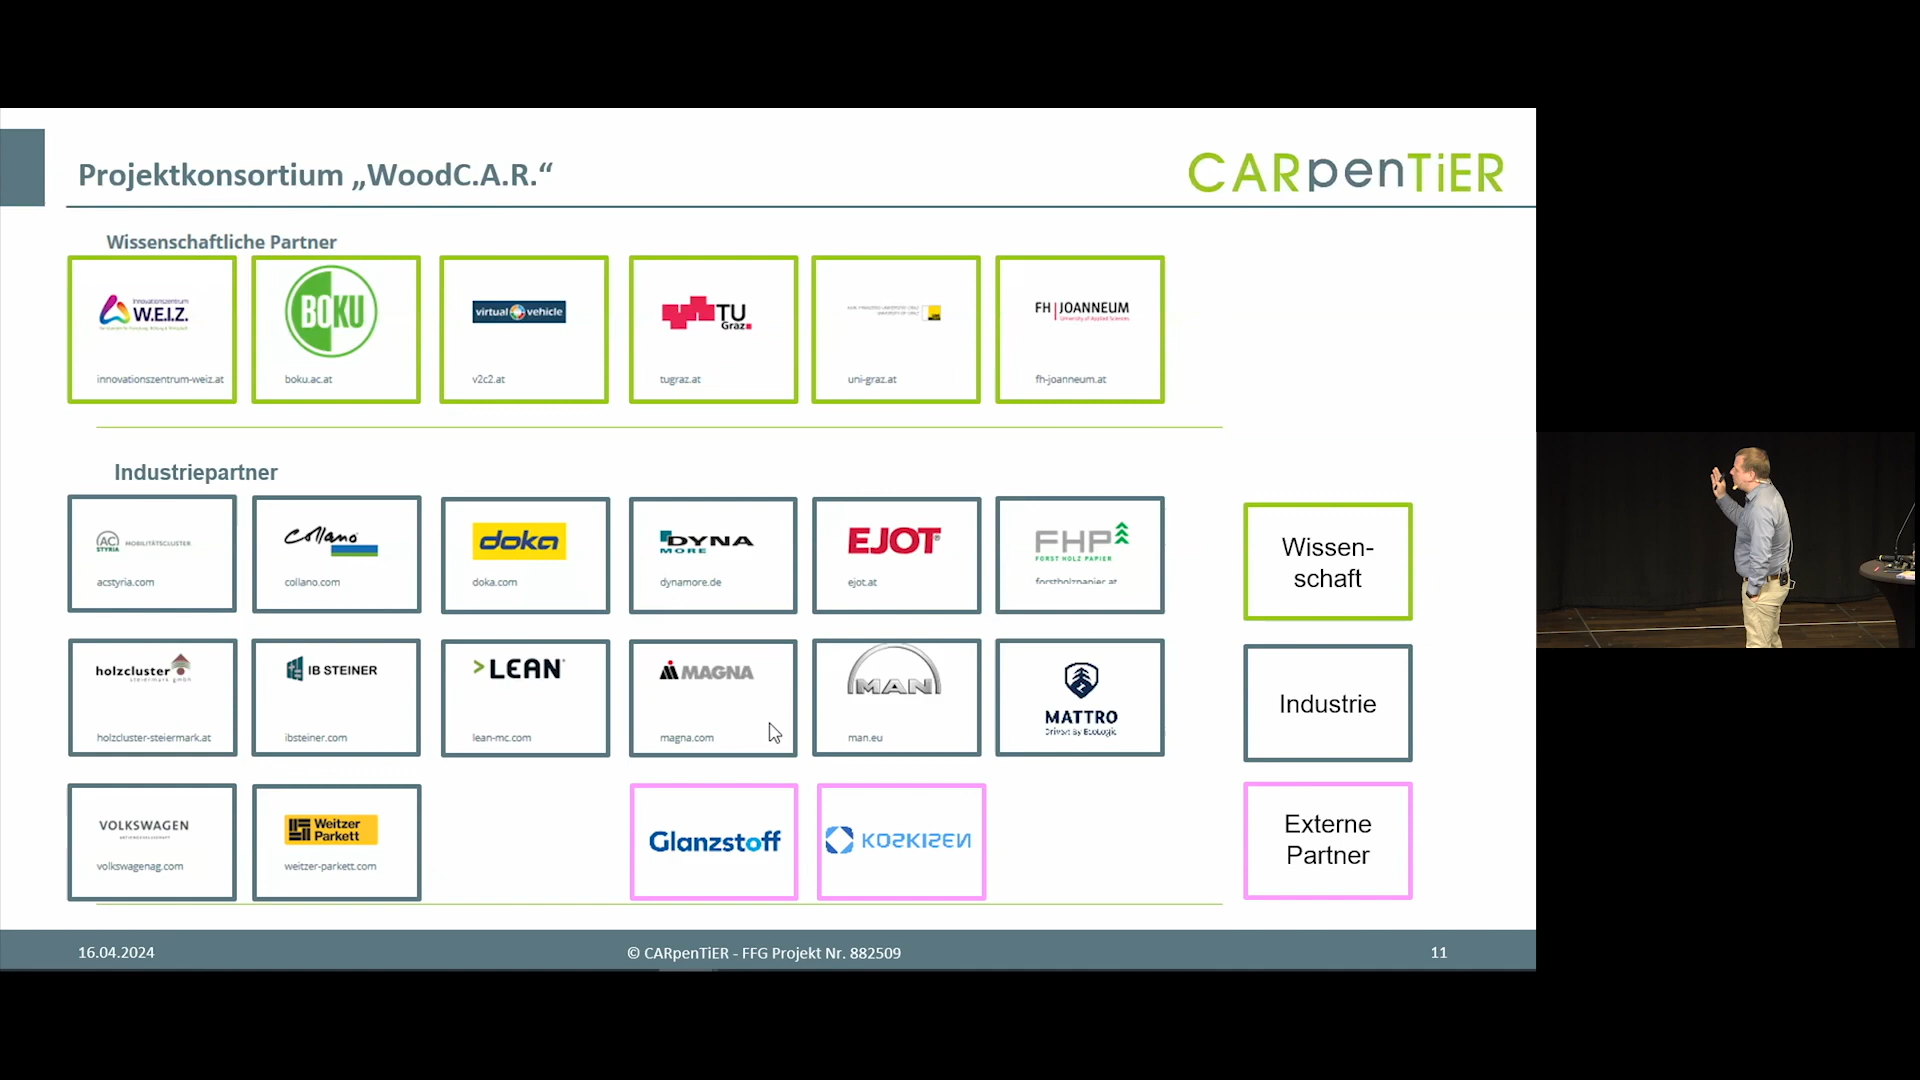 Projektkonsortium „WoodC.A.R.“
CARpenTiER
Wissenschaftliche Partner
Innovationszentrum
W.E.I.Z.
innovationszentrum-weiz.at
BOKU
boku.ac.at
virtual vehicle
v2c2.at
TU
Graz
tugraz.at
uni-graz.at
FH JOANNEUM
University of Applied Sciences
fh-joanneum.at
Industriepartner
AC
STYRIA
MOBILITÄTSCLUSTER
acstyria.com
collano
collano.com
doka
doka.com
DYNA
MORE
dynamore.de
EJOT
ejot.at
FHP
FORST HOLZ PAPIER
forstholzpapier.at
holzcluster
steiermark gmbh
holzcluster-steiermark.at
IB STEINER
ibsteiner.com
>LEAN
lean-mc.com
MAGNA
magna.com
MAN
man.eu
MATTRO
Driven By EcoLogic
VOLKSWAGEN
AKTIENGESELLSCHAFT
volkswagenag.com
Weitzer
Parkett
weitzer-parkett.com
Glanzstoff
KOSKISEN
Wissen-
schaft
Industrie
Externe
Partner
16.04.2024
© CARpenTiER - FFG Projekt Nr. 882509
11